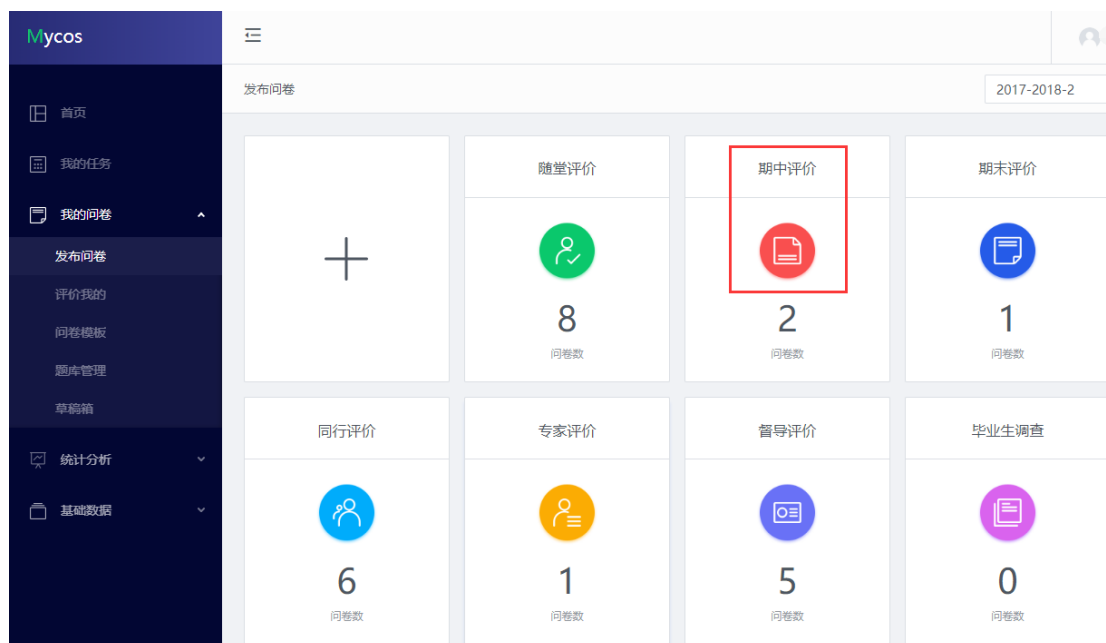 Mycos
首页
我的任务
我的问卷
发布问卷
评价我的
问卷模板
题库管理
草稿箱
统计分析
基础数据
发布问卷
2017-2018-2
随堂评价
8
问卷数
期中评价
2
问卷数
期末评价
1
问卷数
同行评价
6
问卷数
专家评价
1
问卷数
督导评价
5
问卷数
毕业生调查
0
问卷数